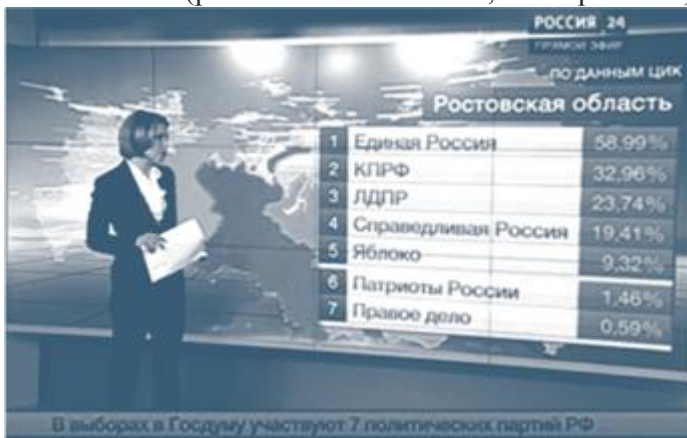 РОССИЯ 24
ПРЯМОЙ ЭФИР
ПО ДАННЫМ ЦИК
Ростовская область
1 Единая Россия 58,99%
2 КПРФ 32,96%
3 ЛДПР 23,74%
4 Справедливая Россия 19,41%
5 Яблоко 9,32%
6 Патриоты России 1,46%
7 Правое дело 0,59%
В выборах в Госдуму участвуют 7 политических партий РФ